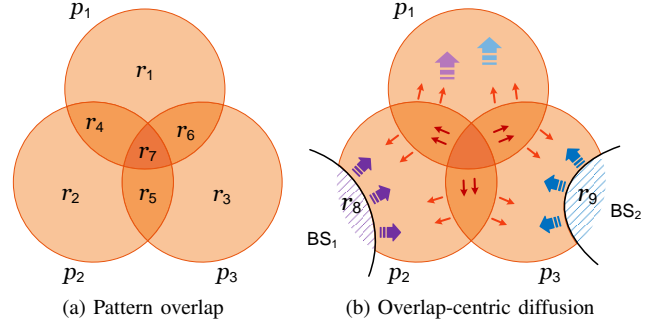 p₁
r₁
r₄
r₆
r₇
r₂
r₅
r₃
p₂
p₃
(a) Pattern overlap
p₁
r₈
r₉
BS₁
BS₂
p₂
p₃
(b) Overlap-centric diffusion